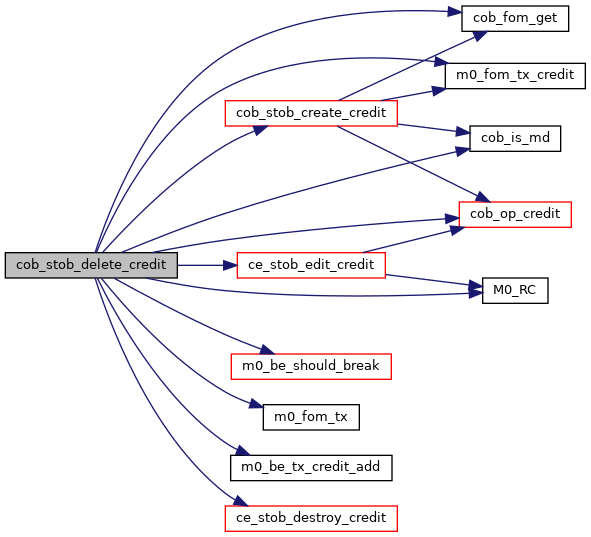 cob_fom_get
m0_fom_tx_credit
cob_stob_create_credit
cob_is_md
cob_op_credit
cob_stob_delete_credit
ce_stob_edit_credit
M0_RC
m0_be_should_break
m0_fom_tx
m0_be_tx_credit_add
ce_stob_destroy_credit